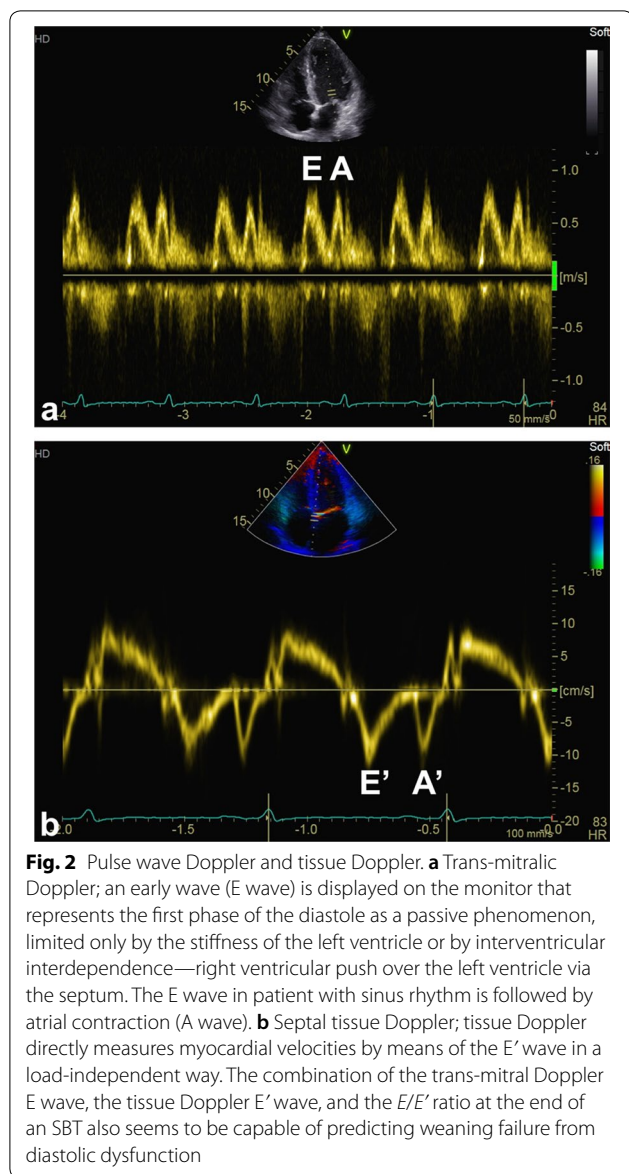 HD
V
Soft
5
10
15
E A
1.0
0.5
[m/s]
-0.5
-1.0
a
-4
-3
-2
-1
0
50 mm/s
84
HR
HD
V
Soft
.16
-.16
5
10
15
15
10
5
[cm/s]
-5
-10
-15
-20
E’ A’
b
-2.0
-1.5
-1.0
-0.5
-0.0
100 mm/s
83
HR
Fig. 2 Pulse wave Doppler and tissue Doppler. a Trans-mitralic
Doppler; an early wave (E wave) is displayed on the monitor that
represents the first phase of the diastole as a passive phenomenon,
limited only by the stiffness of the left ventricle or by interventricular
interdependence—right ventricular push over the left ventricle via
the septum. The E wave in patient with sinus rhythm is followed by
atrial contraction (A wave). b Septal tissue Doppler; tissue Doppler
directly measures myocardial velocities by means of the E′ wave in a
load-independent way. The combination of the trans-mitral Doppler
E wave, the tissue Doppler E′ wave, and the E/E′ ratio at the end of
an SBT also seems to be capable of predicting weaning failure from
diastolic dysfunction